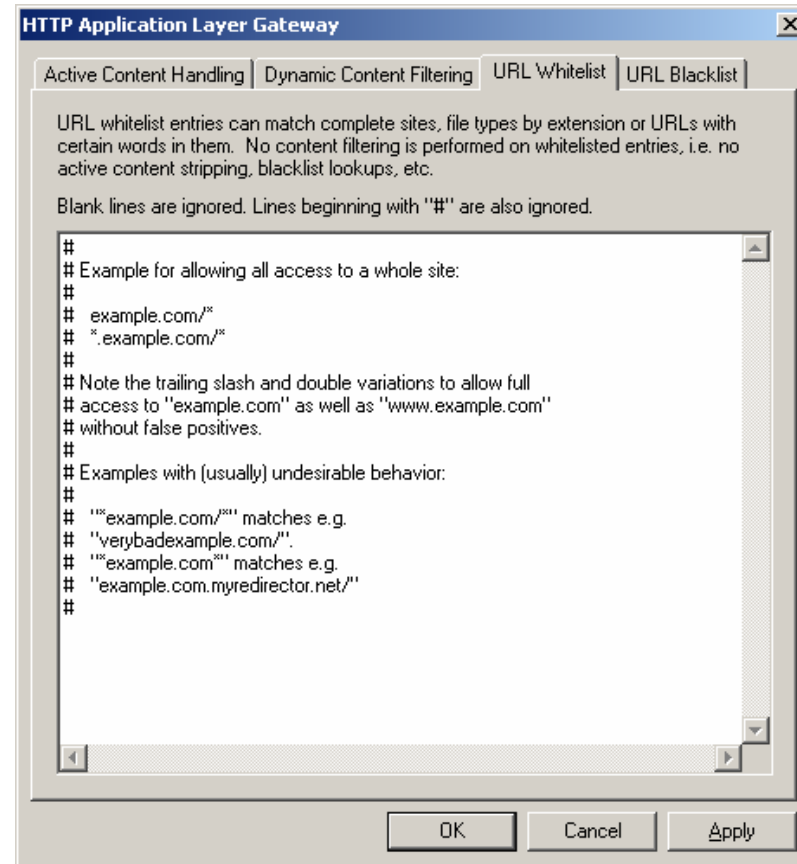 HTTP Application Layer Gateway
Active Content Handling
Dynamic Content Filtering
URL Whitelist
URL Blacklist
URL whitelist entries can match complete sites, file types by extension or URLs with
certain words in them.  No content filtering is performed on whitelisted entries, i.e. no
active content stripping, blacklist lookups, etc.
Blank lines are ignored. Lines beginning with "#" are also ignored.
#
# Example for allowing all access to a whole site:
#
#   example.com/*
#   *.example.com/*
#
# Note the trailing slash and double variations to allow full
# access to "example.com" as well as "www.example.com"
# without false positives.
#
# Examples with (usually) undesirable behavior:
#
#   "*example.com/*" matches e.g.
#   "verybadexample.com/".
#   "*example.com*" matches e.g.
#   "example.com.myredirector.net/"
#
OK
Cancel
Apply